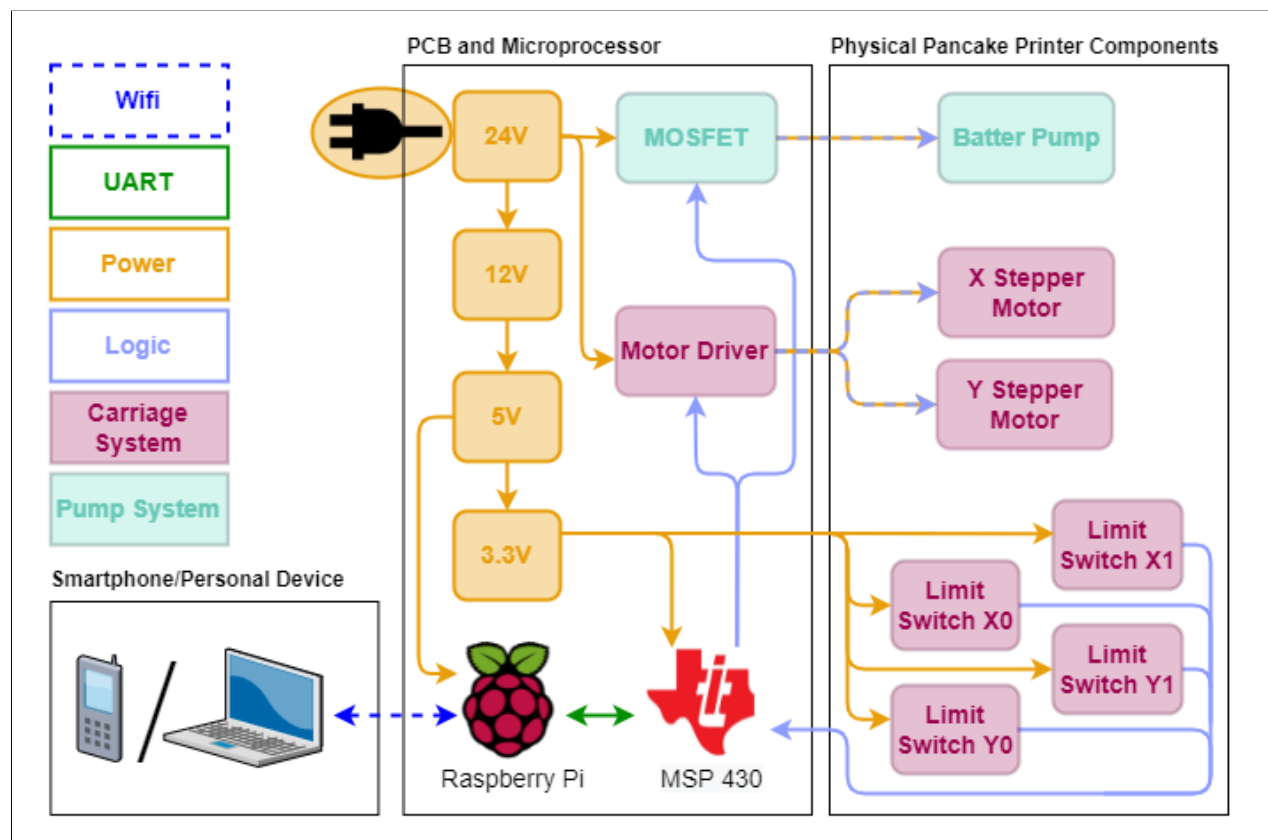 PCB and Microprocessor
Physical Pancake Printer Components
Wifi
UART
Power
Logic
Carriage
System
Pump System
24V
MOSFET
Batter Pump
12V
X Stepper
Motor
Motor Driver
Y Stepper
Motor
5V
3.3V
Limit
Switch X1
Limit
Switch X0
Limit
Switch Y1
Limit
Switch Y0
Smartphone/Personal Device
Raspberry Pi
MSP 430